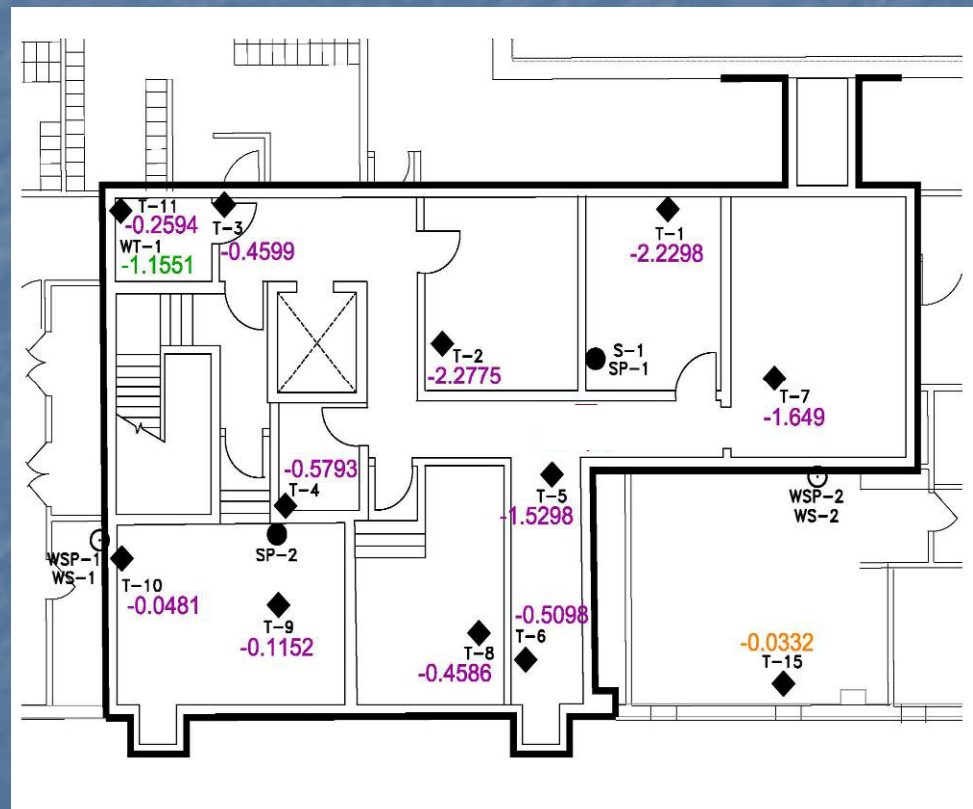 T-11
-0.2594
WT-1
-1.1551
T-3
-0.4599
T-1
-2.2298
T-2
-2.2775
S-1
SP-1
T-7
-1.649
-0.5793
T-4
T-5
-1.5298
WSP-2
WS-2
SP-2
WSP-1
WS-1
T-10
-0.0481
T-9
-0.1152
T-8
-0.4586
-0.5098
T-6
-0.0332
T-15